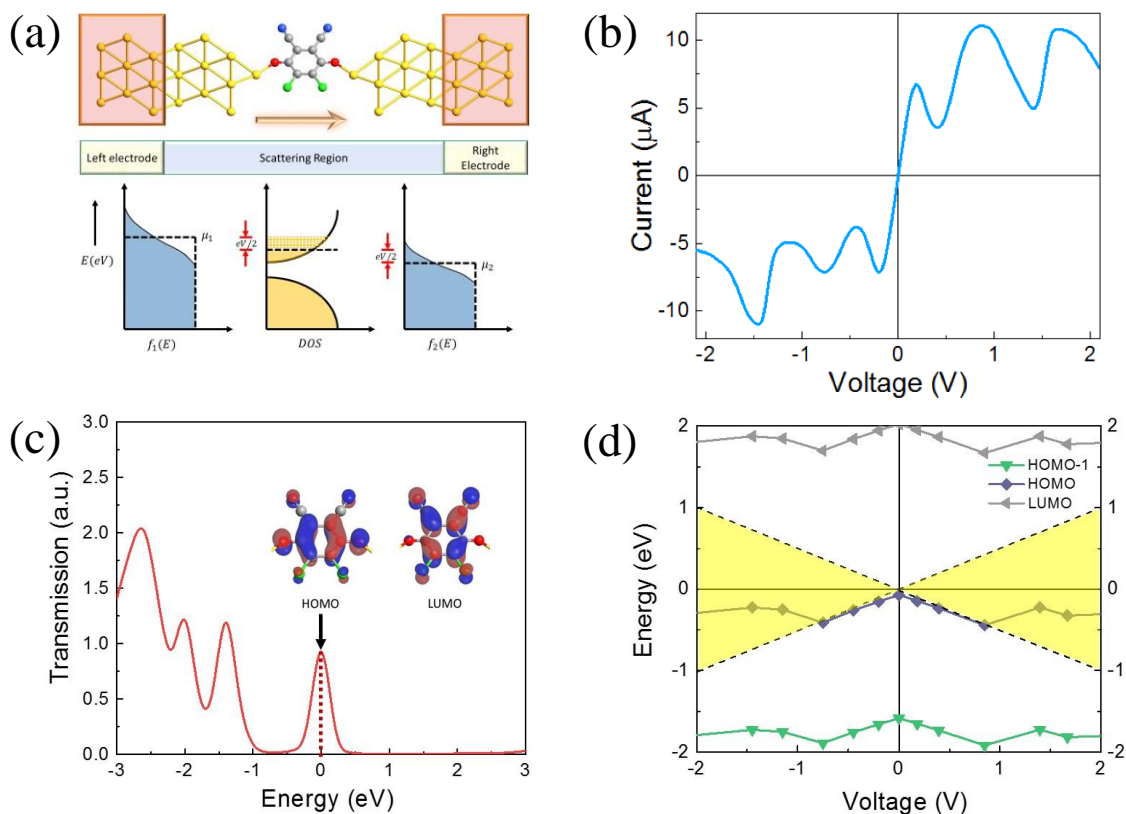 (a)
Left electrode
Scattering Region
Right
Electrode
E(eV)
μ1
eV/2
eV/2
μ2
f1(E)
DOS
f2(E)
(b)
10
5
0
-5
-10
Current (μA)
-2
-1
0
1
2
Voltage (V)
(c)
3.0
2.5
2.0
1.5
1.0
0.5
0.0
Transmission (a.u.)
HOMO
LUMO
-3
-2
-1
0
1
2
3
Energy (eV)
(d)
2
1
0
-1
-2
Energy (eV)
HOMO-1
HOMO
LUMO
2
1
0
-1
-2
-2
-1
0
1
2
Voltage (V)